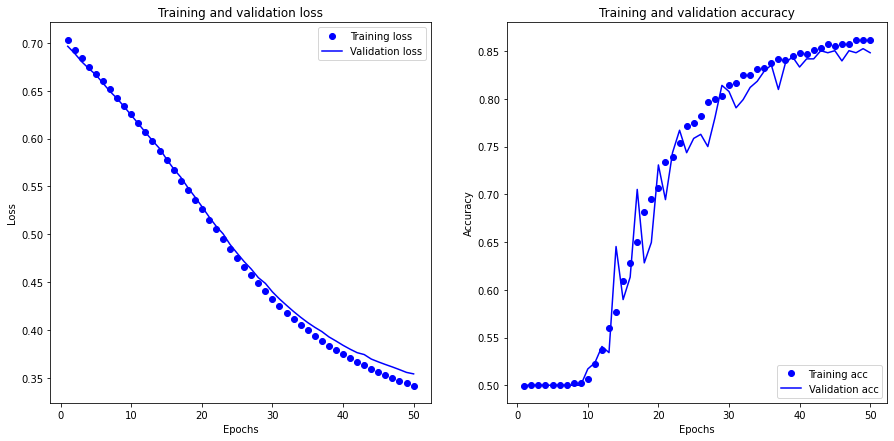 Training and validation loss
Training loss
Validation loss
0.70
0.65
0.60
0.55
0.50
0.45
0.40
0.35
Loss
0 10 20 30 40 50
Epochs
Training and validation accuracy
0.85
0.80
0.75
0.70
0.65
0.60
0.55
0.50
Accuracy
Training acc
Validation acc
0 10 20 30 40 50
Epochs